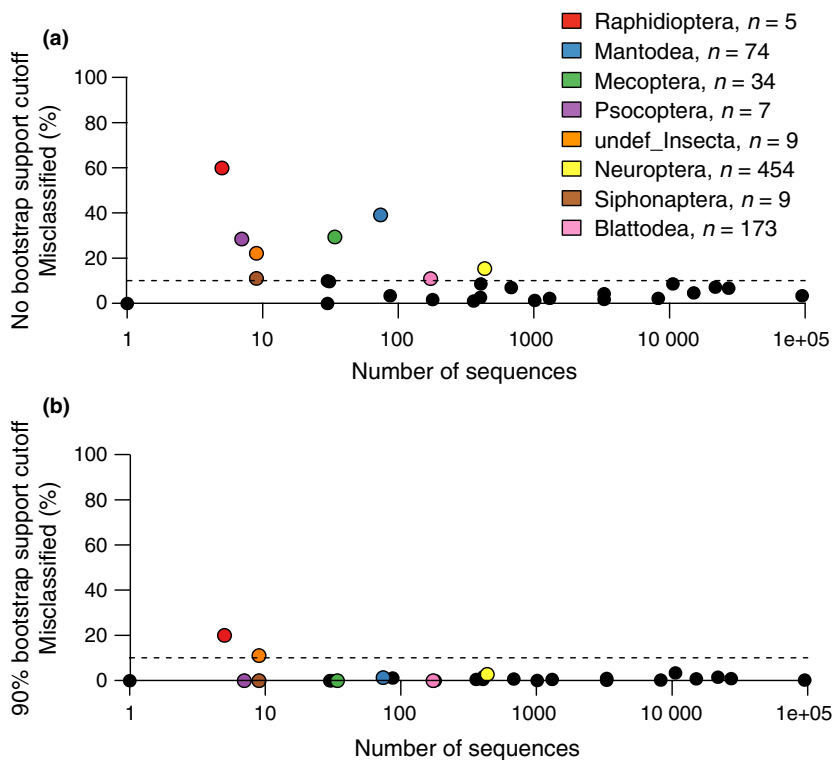 (a)
Raphidioptera, n = 5
Mantodea, n = 74
Mecoptera, n = 34
Psocoptera, n = 7
undef_Insecta, n = 9
Neuroptera, n = 454
Siphonaptera, n = 9
Blattodea, n = 173
No bootstrap support cutoff
Misclassified (%)
100
80
60
40
20
0
1 10 100 1000 10 000 1e+05
Number of sequences
(b)
90% bootstrap support cutoff
Misclassified (%)
100
80
60
40
20
0
1 10 100 1000 10 000 1e+05
Number of sequences